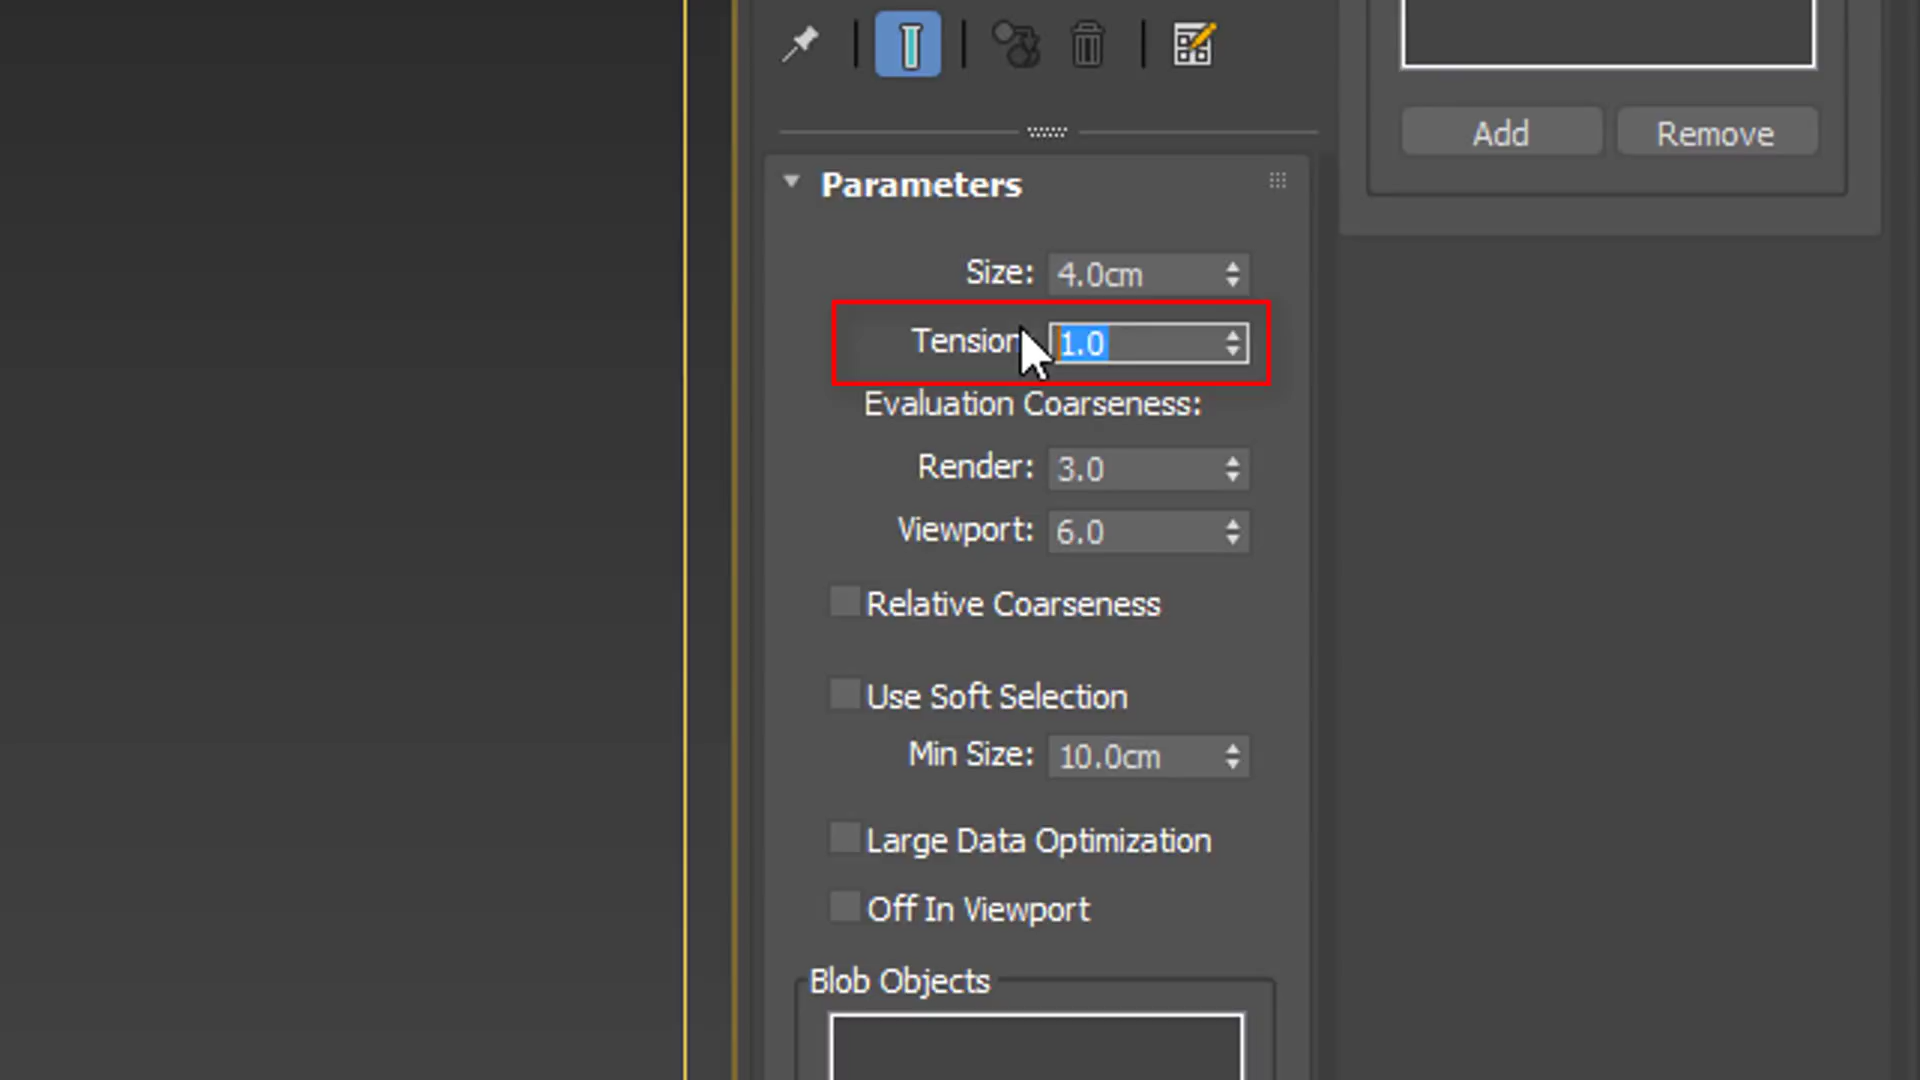 Add Remove
Parameters
Size: 4.0cm
Tension 1.0
Evaluation Coarseness:
Render: 3.0
Viewport: 6.0
Relative Coarseness
Use Soft Selection
Min Size: 10.0cm
Large Data Optimization
Off In Viewport
Blob Objects